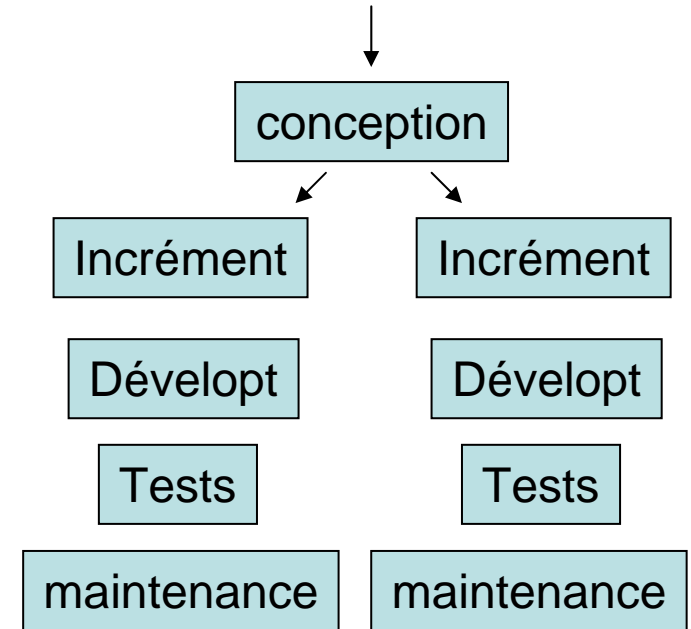 conception
Incrément Incrément
Dévelopt Dévelopt
Tests Tests
maintenance maintenance